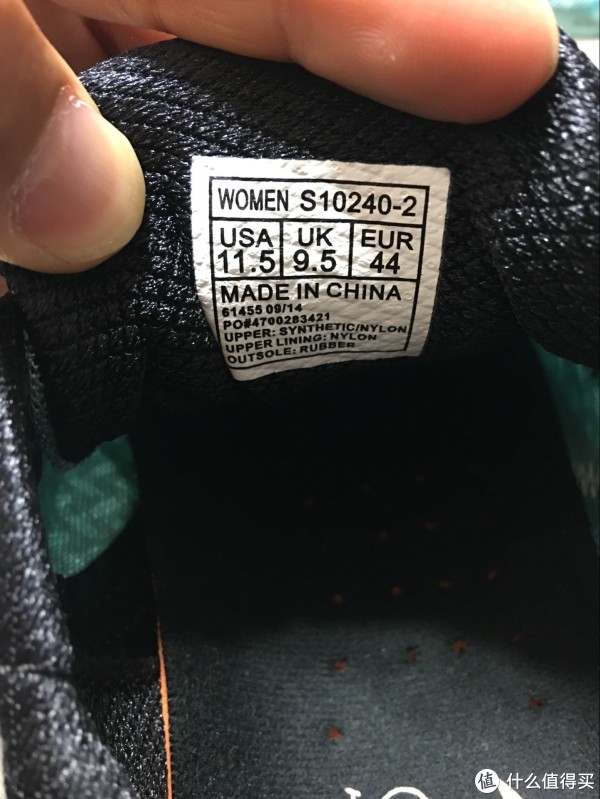 WOMEN S10240-2
USA UK EUR
11.5 9.5 44
MADE IN CHINA
61455 09/14
PO#4700283421
UPPER: SYNTHETIC/NYLON
UPPER LINING: NYLON
OUTSOLE: RUBBER
值 什么值得买